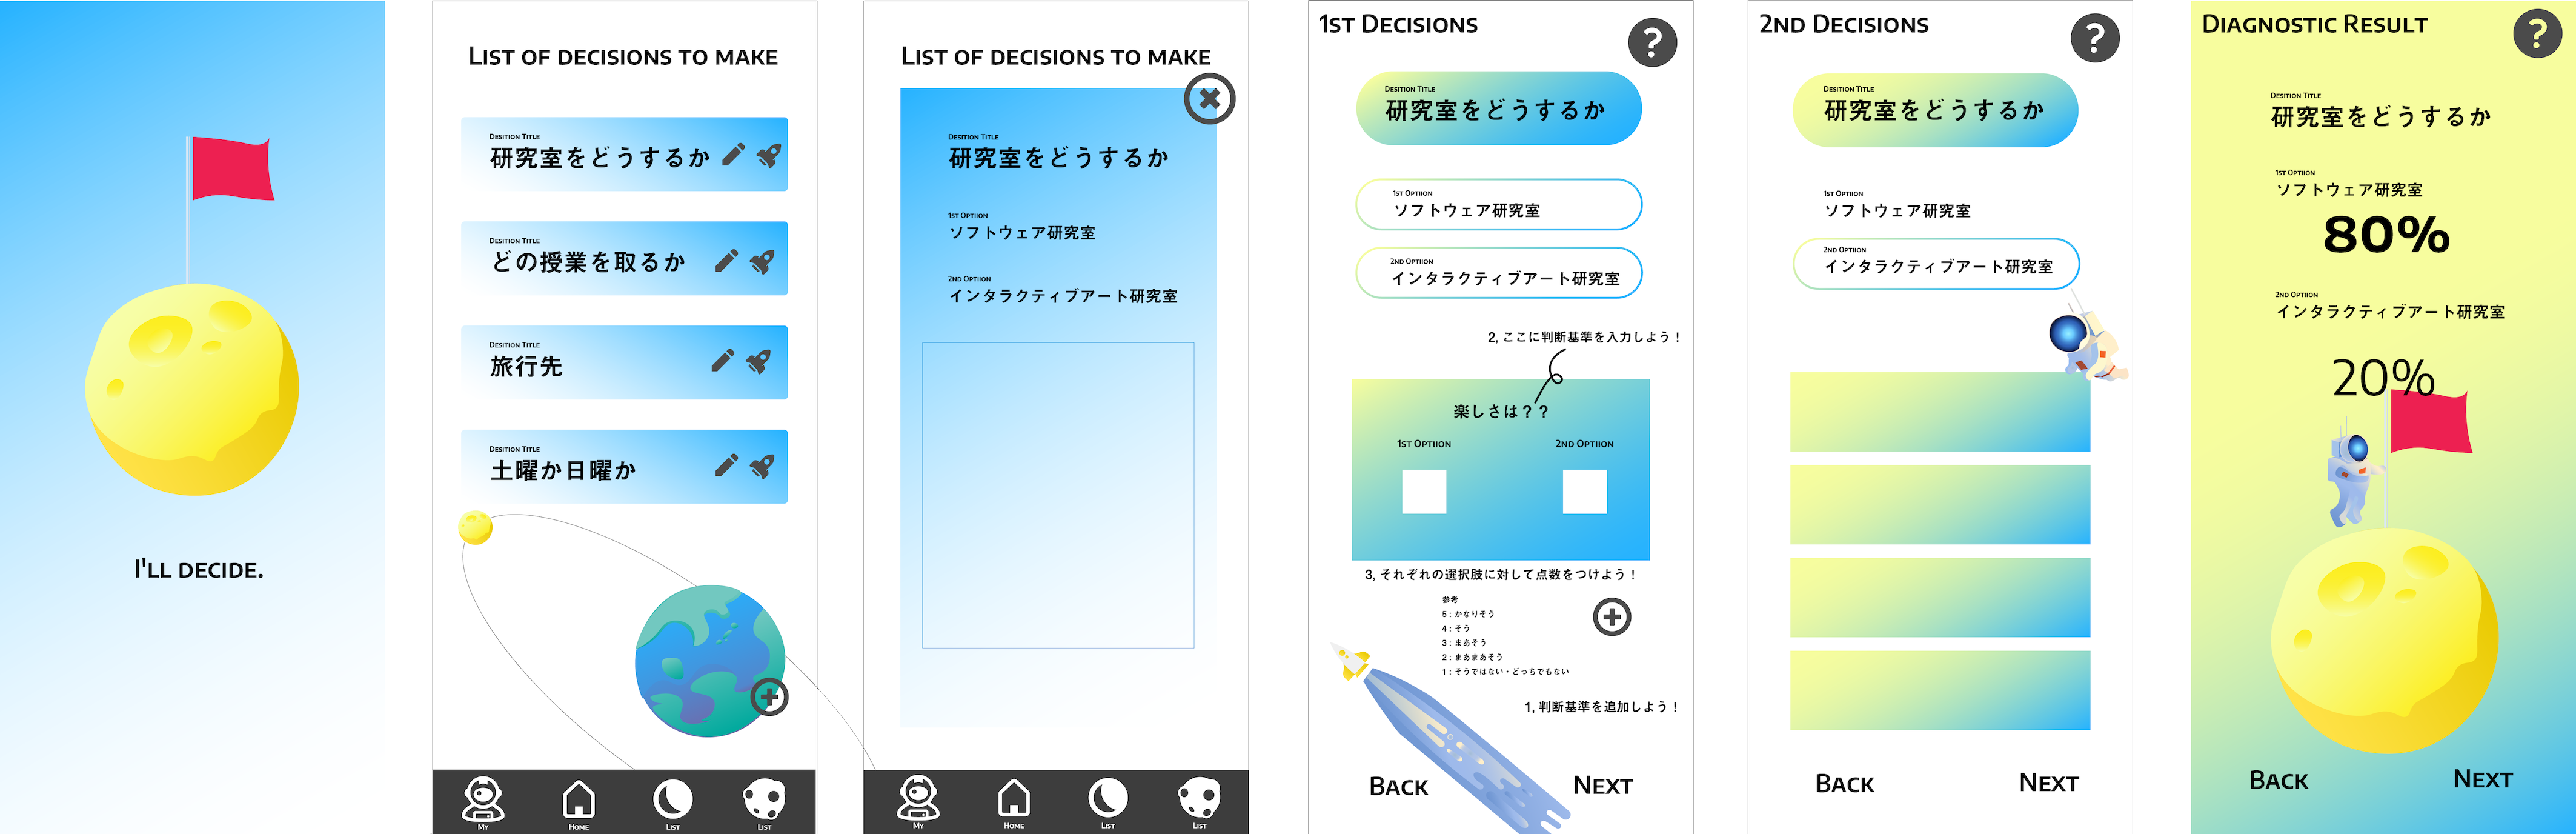 I'LL DECIDE.
LIST OF DECISIONS TO MAKE
DESITION TITLE
研究室をどうするか
DESITION TITLE
どの授業を取るか
DESITION TITLE
旅行先
DESITION TITLE
土曜か日曜か
MY
HOME
LIST
LIST
LIST OF DECISIONS TO MAKE
DESITION TITLE
研究室をどうするか
1ST OPTIION
ソフトウェア研究室
2ND OPTIION
インタラクティブアート研究室
MY
HOME
LIST
LIST
1ST DECISIONS
?
DESITION TITLE
研究室をどうするか
1ST OPTIION
ソフトウェア研究室
2ND OPTIION
インタラクティブアート研究室
2, ここに判断基準を入力しよう！
楽しさは？？
1ST OPTIION
2ND OPTIION
3, それぞれの選択肢に対して点数をつけよう！
参考
5：かなりそう
4：そう
3：まあそう
2：まあまあそう
1：そうではない・どっちでもない
1, 判断基準を追加しよう！
BACK
NEXT
2ND DECISIONS
?
DESITION TITLE
研究室をどうするか
1ST OPTIION
ソフトウェア研究室
2ND OPTIION
インタラクティブアート研究室
BACK
NEXT
DIAGNOSTIC RESULT
?
DESITION TITLE
研究室をどうするか
1ST OPTIION
ソフトウェア研究室
80%
2ND OPTIION
インタラクティブアート研究室
20%
BACK
NEXT